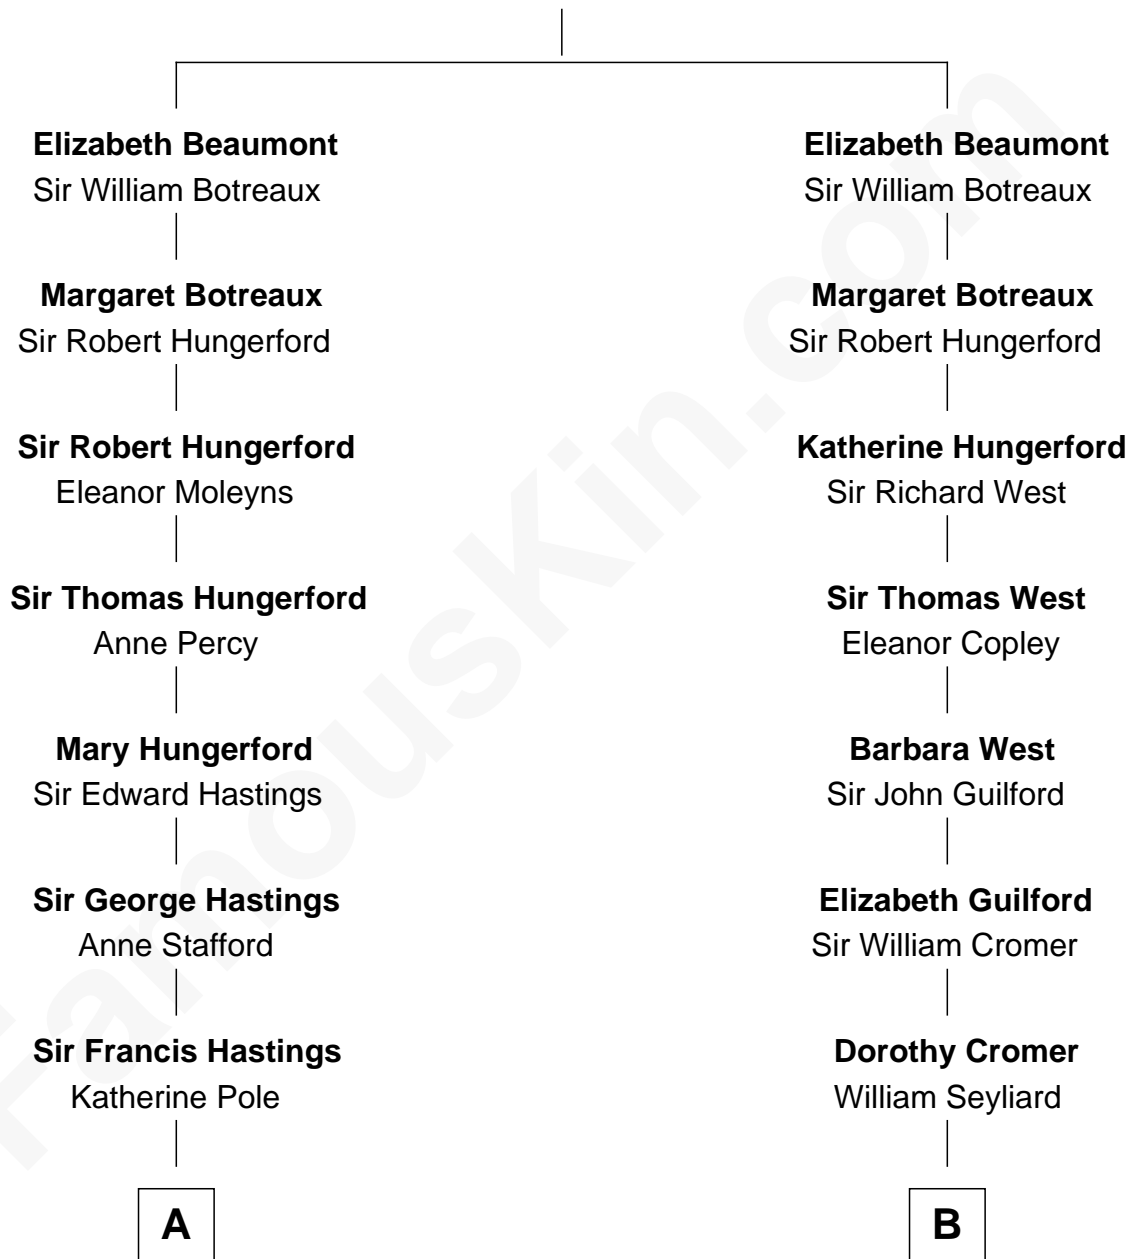 Elizabeth Beaumont
Sir William Botreaux
Margaret Botreaux
Sir Robert Hungerford
Sir Robert Hungerford
Eleanor Moleyns
Sir Thomas Hungerford
Anne Percy
Mary Hungerford
Sir Edward Hastings
Sir George Hastings
Anne Stafford
Sir Francis Hastings
Katherine Pole
A
Elizabeth Beaumont
Sir William Botreaux
Margaret Botreaux
Sir Robert Hungerford
Katherine Hungerford
Sir Richard West
Sir Thomas West
Eleanor Copley
Barbara West
Sir John Guilford
Elizabeth Guilford
Sir William Cromer
Dorothy Cromer
William Seyliard
B
FamousKin.com